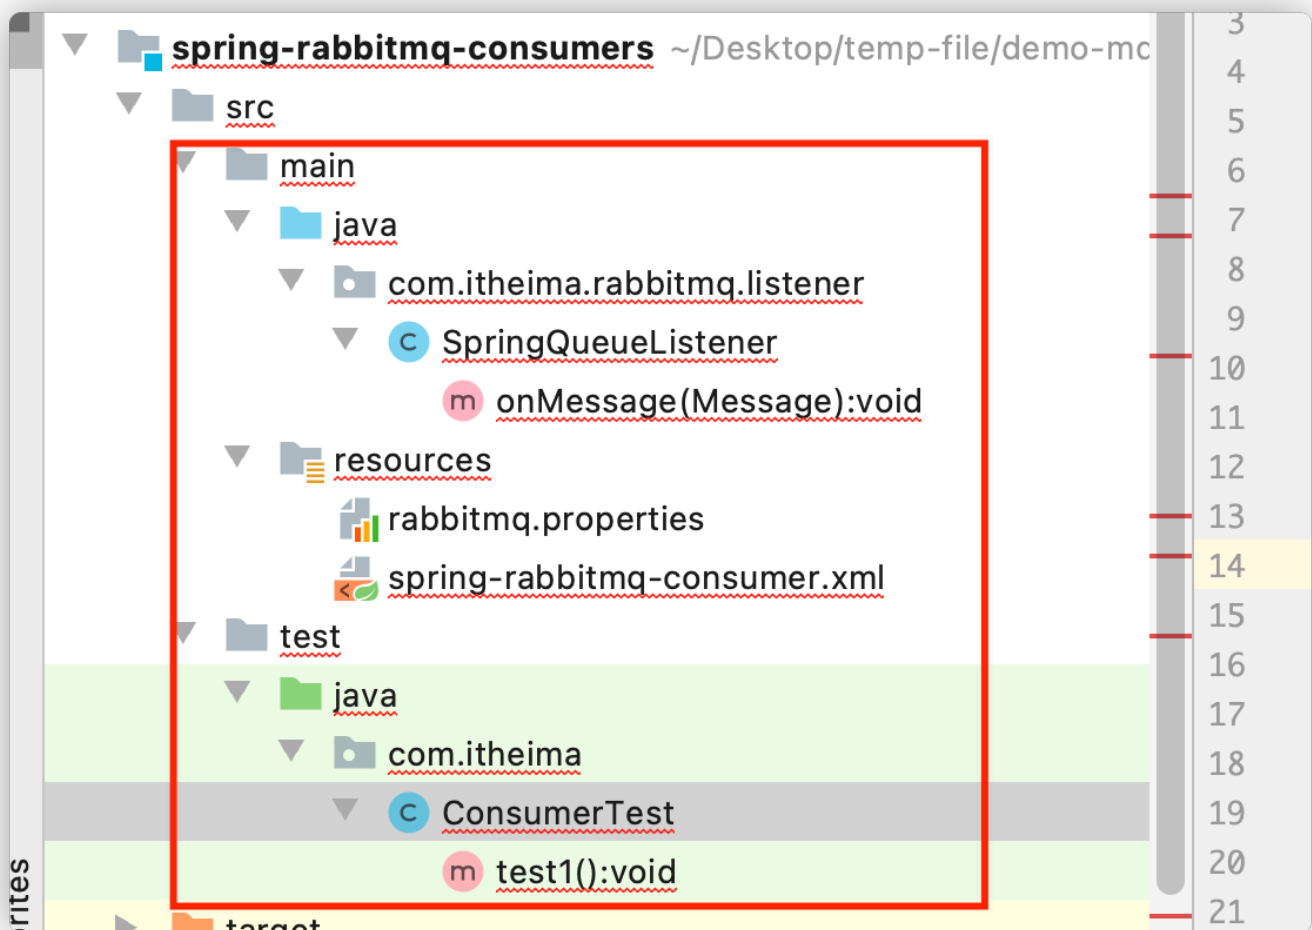 spring-rabbitmq-consumers ~/Desktop/temp-file/demo-mc
src
main
java
com.itheima.rabbitmq.listener
C SpringQueueListener
m onMessage(Message):void
resources
rabbitmq.properties
spring-rabbitmq-consumer.xml
test
java
com.itheima
C ConsumerTest
m test1():void
target
3
4
5
6
7
8
9
10
11
12
13
14
15
16
17
18
19
20
21
orites